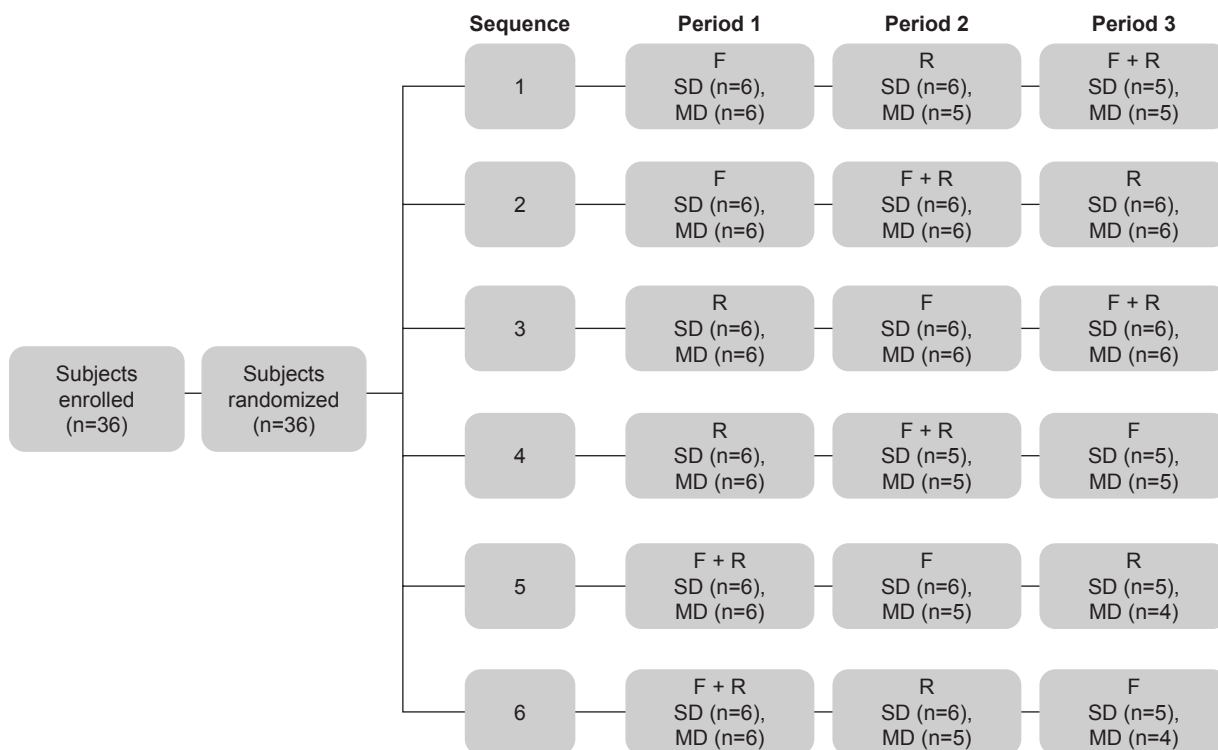 Sequence Period 1 Period 2 Period 3
1
F
SD (n=6),
MD (n=6)
R
SD (n=6),
MD (n=5)
F + R
SD (n=5),
MD (n=5)
2
F
SD (n=6),
MD (n=6)
F + R
SD (n=6),
MD (n=6)
R
SD (n=6),
MD (n=6)
3
R
SD (n=6),
MD (n=6)
F
SD (n=6),
MD (n=6)
F + R
SD (n=6),
MD (n=6)
Subjects
enrolled
(n=36)
Subjects
randomized
(n=36)
4
R
SD (n=6),
MD (n=6)
F + R
SD (n=5),
MD (n=5)
F
SD (n=5),
MD (n=5)
5
F + R
SD (n=6),
MD (n=6)
F
SD (n=6),
MD (n=5)
R
SD (n=5),
MD (n=4)
6
F + R
SD (n=6),
MD (n=6)
R
SD (n=6),
MD (n=5)
F
SD (n=5),
MD (n=4)